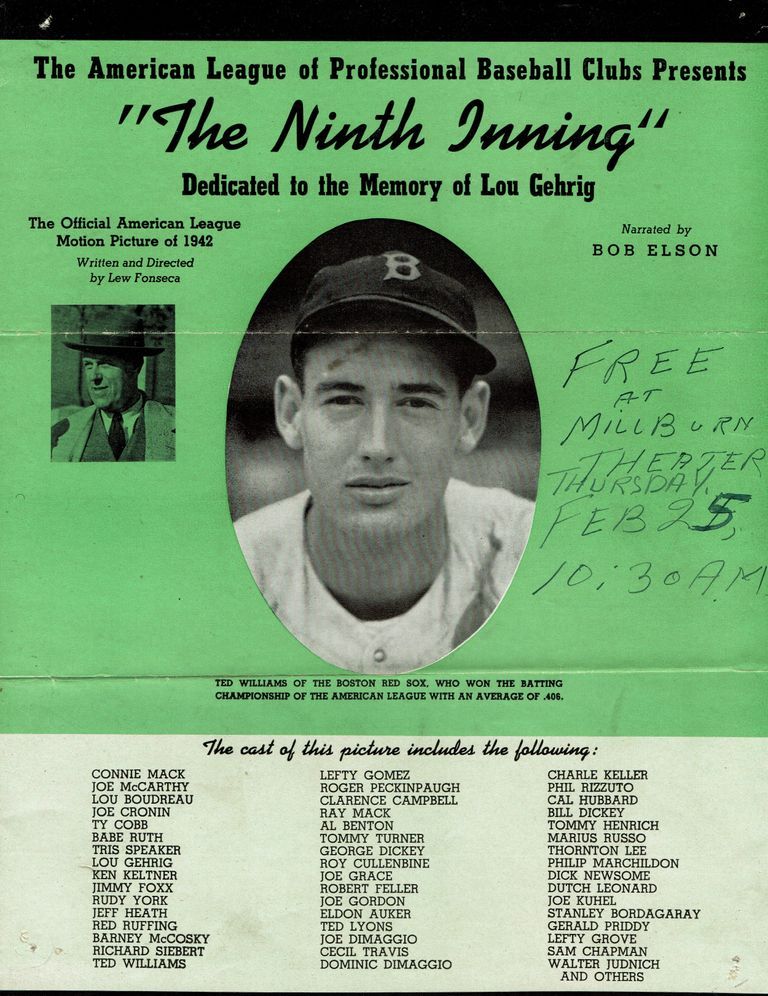 The American League of Professional Baseball Clubs Presents
"The Ninth Inning"
Dedicated to the Memory of Lou Gehrig
The Official American League
Motion Picture of 1942
Written and Directed
by Lew Fonseca
Narrated by
BOB ELSON
B
FREE
AT
MILLBURN
THEATER
THURSDAY,
FEB 25,
10:30 AM
TED WILLIAMS OF THE BOSTON RED SOX, WHO WON THE BATTING
CHAMPIONSHIP OF THE AMERICAN LEAGUE WITH AN AVERAGE OF .406.
The cast of this picture includes the following:
CONNIE MACK
JOE McCARTHY
LOU BOUDREAU
JOE CRONIN
TY COBB
BABE RUTH
TRIS SPEAKER
LOU GEHRIG
KEN KELTNER
JIMMY FOXX
RUDY YORK
JEFF HEATH
RED RUFFING
BARNEY McCOSKY
RICHARD SIEBERT
TED WILLIAMS
LEFTY GOMEZ
ROGER PECKINPAUGH
CLARENCE CAMPBELL
RAY MACK
AL BENTON
TOMMY TURNER
GEORGE DICKEY
ROY CULLENBINE
JOE GRACE
ROBERT FELLER
JOE GORDON
ELDON AUKER
TED LYONS
JOE DIMAGGIO
CECIL TRAVIS
DOMINIC DIMAGGIO
CHARLE KELLER
PHIL RIZZUTO
CAL HUBBARD
BILL DICKEY
TOMMY HENRICH
MARIUS RUSSO
THORNTON LEE
PHILIP MARCHILDON
DICK NEWSOME
DUTCH LEONARD
JOE KUHEL
STANLEY BORDAGARAY
GERALD PRIDDY
LEFTY GROVE
SAM CHAPMAN
WALTER JUDNICH
AND OTHERS